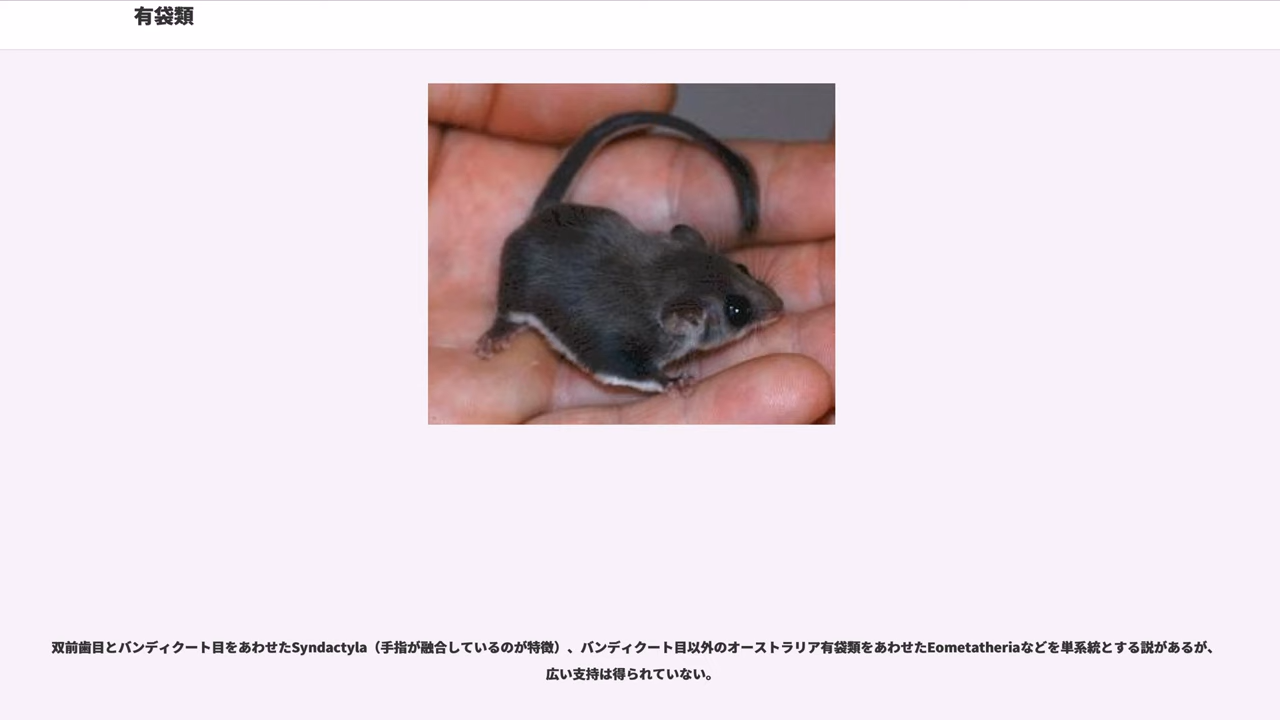 有袋類
双前歯目とバンディクート目をあわせたSyndactyla（手指が融合しているのが特徴）、バンディクート目以外のオーストラリア有袋類をあわせたEometatheriaなどを単系統とする説があるが、
広い支持は得られていない。